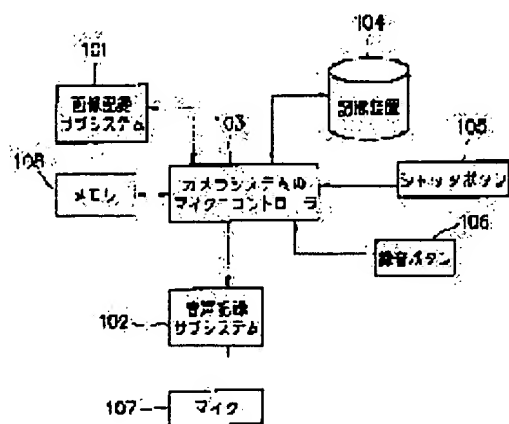 101
画像記録
サブシステム
104
記憶装置
103
105
108
メモリ
カメラシステムの
マイクーコントローラ
シャッタボタン
106
録音ボタン
音声記録
サブシステム
102
107
マイク